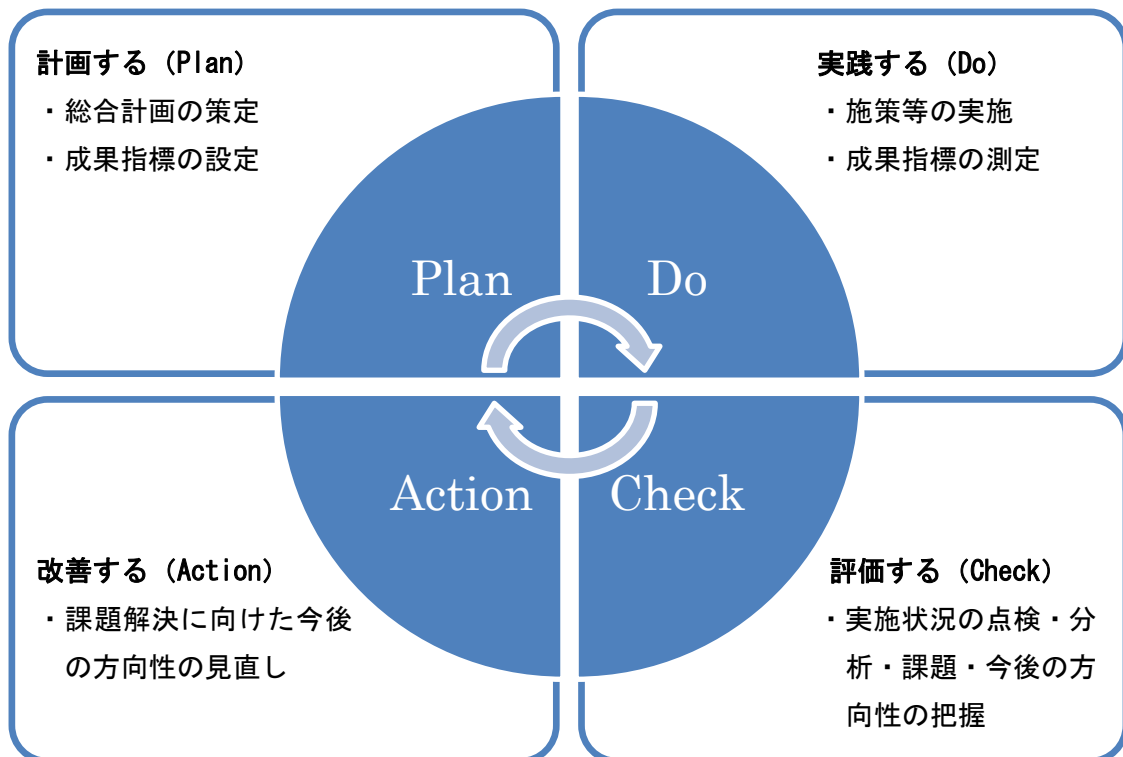 計画する（Plan）
・総合計画の策定
・成果指標の設定
実践する（Do）
・施策等の実施
・成果指標の測定
Plan
Do
Action
Check
改善する（Action）
・課題解決に向けた今後
の方向性の見直し
評価する（Check）
・実施状況の点検・分
析・課題・今後の方
向性の把握